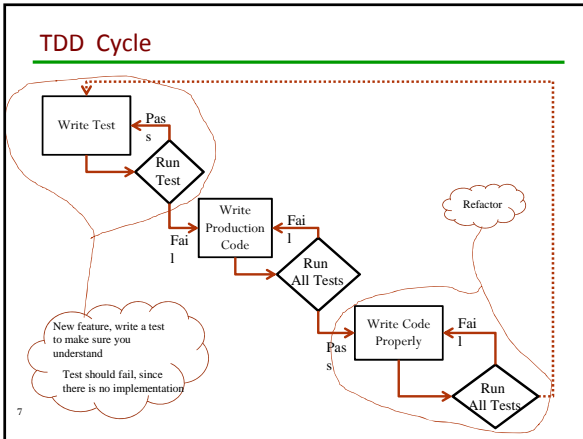 TDD Cycle
Write Test
Pas
s
Run
Test
Fai
l
Write
Production
Code
Fai
l
Run
All Tests
Pas
s
Refactor
Write Code
Properly
Fai
l
Run
All Tests
New feature, write a test
to make sure you
understand
Test should fail, since
there is no implementation
7